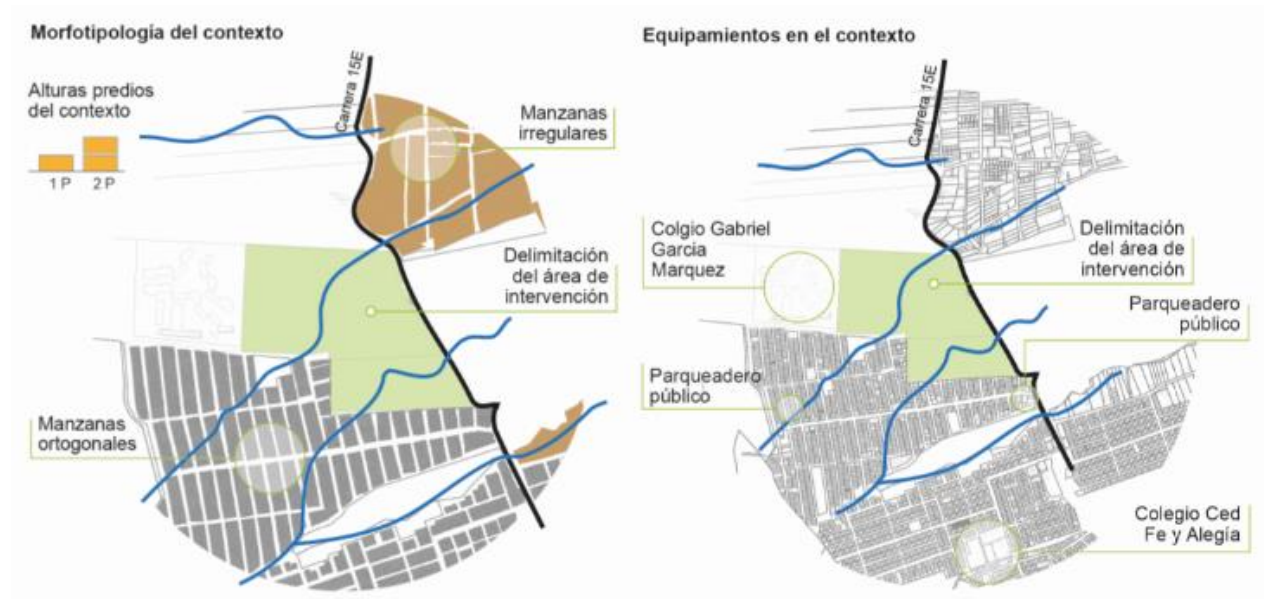 Morfotipología del contexto
Alturas predios
del contexto
1 P 2 P
Carrera 15E
Manzanas
irregulares
Delimitación
del área de
intervención
Manzanas
ortogonales
Equipamientos en el contexto
Carrera 15E
Colgio Gabriel
Garcia
Marquez
Delimitación
del área de
intervención
Parqueadero
público
Parqueadero
público
Colegio Ced
Fe y Alegía